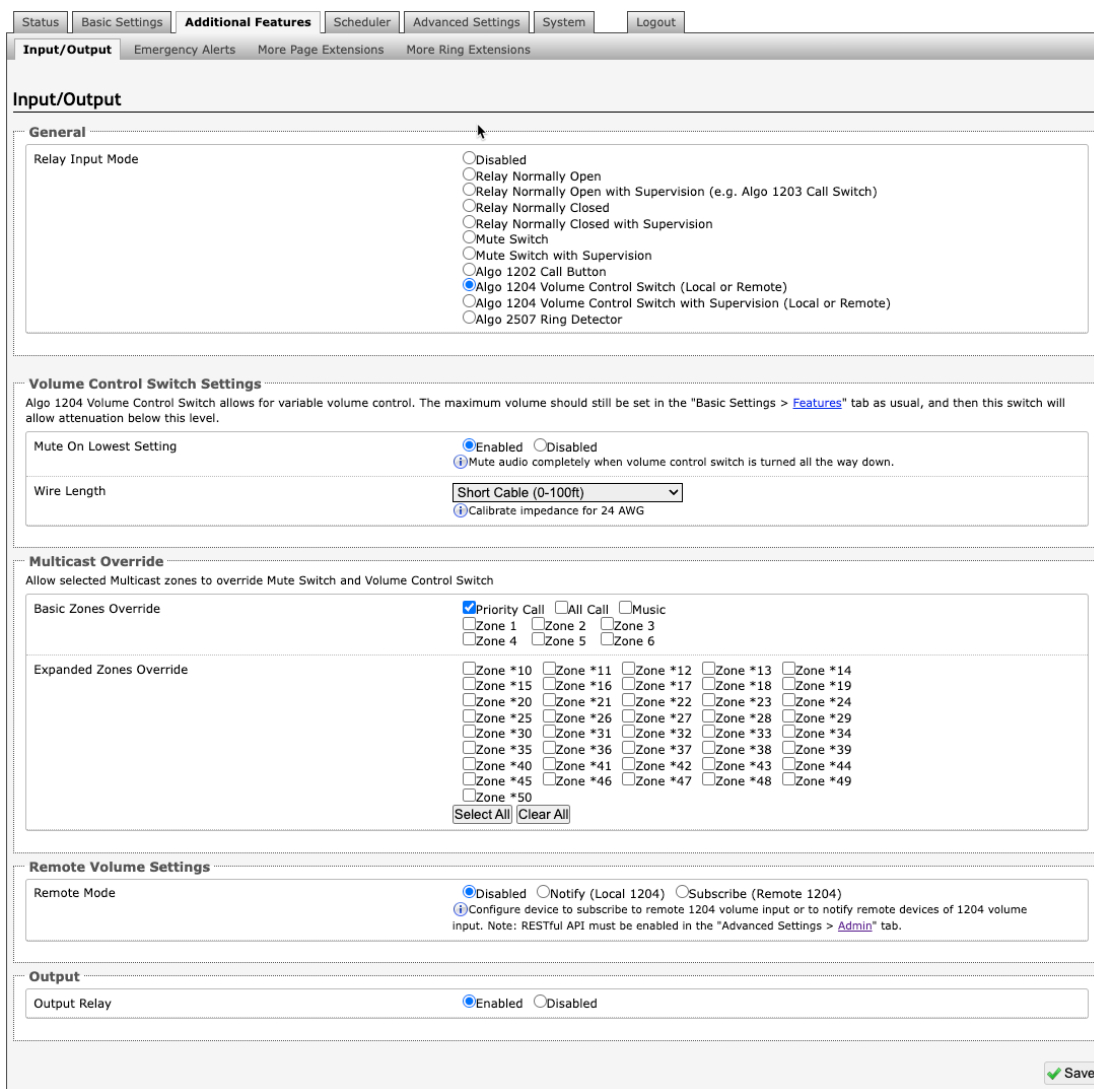 Status Basic Settings Additional Features Scheduler Advanced Settings System Logout
Input/Output Emergency Alerts More Page Extensions More Ring Extensions
Input/Output
General
Relay Input Mode
Disabled
Relay Normally Open
Relay Normally Open with Supervision (e.g. Algo 1203 Call Switch)
Relay Normally Closed
Relay Normally Closed with Supervision
Mute Switch
Mute Switch with Supervision
Algo 1202 Call Button
Algo 1204 Volume Control Switch (Local or Remote)
Algo 1204 Volume Control Switch with Supervision (Local or Remote)
Algo 2507 Ring Detector
Volume Control Switch Settings
Algo 1204 Volume Control Switch allows for variable volume control. The maximum volume should still be set in the "Basic Settings > Features" tab as usual, and then this switch will
allow attenuation below this level.
Mute On Lowest Setting Enabled Disabled
Mute audio completely when volume control switch is turned all the way down.
Wire Length Short Cable (0-100ft)
Calibrate impedance for 24 AWG
Multicast Override
Allow selected Multicast zones to override Mute Switch and Volume Control Switch
Basic Zones Override Priority Call All Call Music
Zone 1 Zone 2 Zone 3
Zone 4 Zone 5 Zone 6
Expanded Zones Override Zone *10 Zone *11 Zone *12 Zone *13 Zone *14
Zone *15 Zone *16 Zone *17 Zone *18 Zone *19
Zone *20 Zone *21 Zone *22 Zone *23 Zone *24
Zone *25 Zone *26 Zone *27 Zone *28 Zone *29
Zone *30 Zone *31 Zone *32 Zone *33 Zone *34
Zone *35 Zone *36 Zone *37 Zone *38 Zone *39
Zone *40 Zone *41 Zone *42 Zone *43 Zone *44
Zone *45 Zone *46 Zone *47 Zone *48 Zone *49
Zone *50
Select All Clear All
Remote Volume Settings
Remote Mode Disabled Notify (Local 1204) Subscribe (Remote 1204)
Configure device to subscribe to remote 1204 volume input or to notify remote devices of 1204 volume
input. Note: RESTful API must be enabled in the "Advanced Settings > Admin" tab.
Output
Output Relay Enabled Disabled
Save